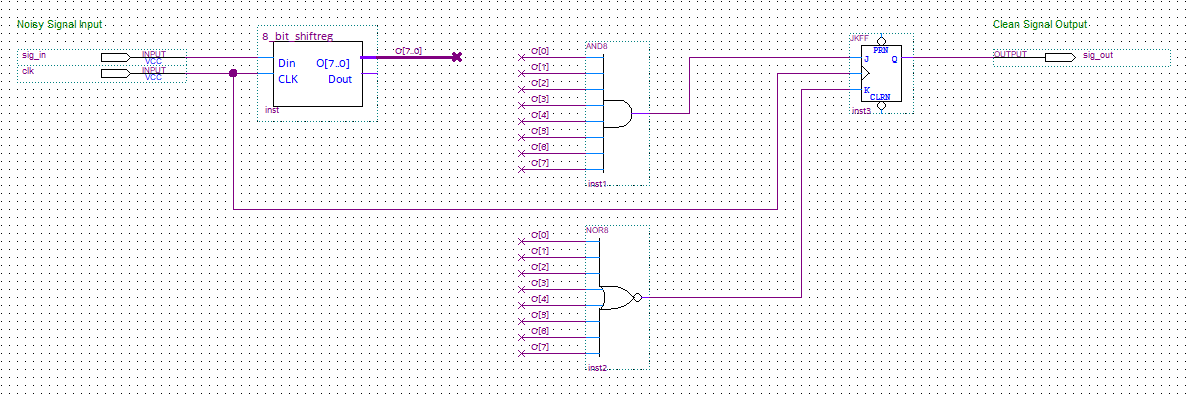 Noisy Signal Input
Clean Signal Output
sig_in
INPUT
VCC
clk
INPUT
VCC
8_bit_shiftreg
Din
O[7..0]
CLK
Dout
inst
O[7..0]
AND8
O[0]
O[1]
O[2]
O[3]
O[4]
O[5]
O[6]
O[7]
inst1
JKFF
PRN
J
Q
K
CLRN
inst3
OUTPUT
sig_out
NOR8
O[0]
O[1]
O[2]
O[3]
O[4]
O[5]
O[6]
O[7]
inst2